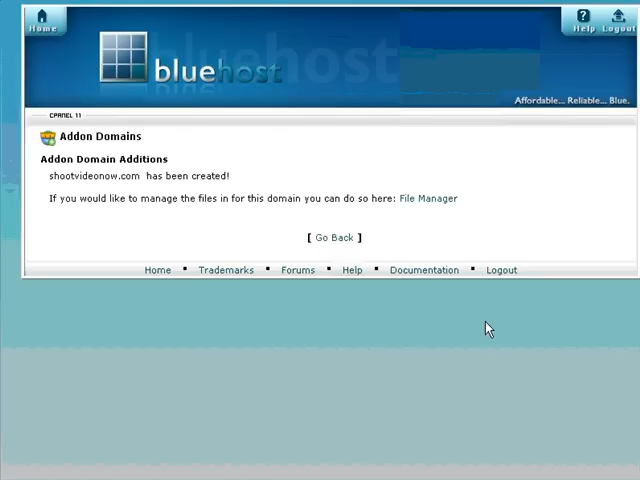 Home
Help Logout
bluehost
bluehost
Affordable... Reliable... Blue.
CPANEL 11
Addon Domains
Addon Domain Additions
shootvideonow.com has been created!
If you would like to manage the files in for this domain you can do so here: File Manager
[ Go Back ]
Home ▪ Trademarks ▪ Forums ▪ Help ▪ Documentation ▪ Logout